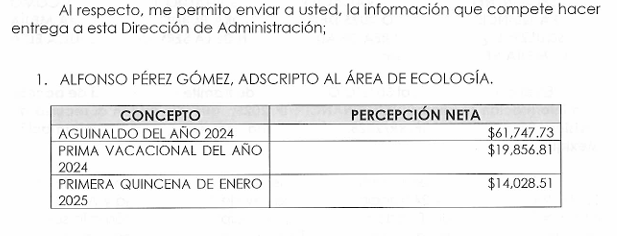 Al respecto, me permito enviar a usted, la información que compete hacer
entrega a esta Dirección de Administración;
1. ALFONSO PÉREZ GÓMEZ, ADSCRIPTO AL ÁREA DE ECOLOGÍA.
CONCEPTO PERCEPCIÓN NETA
AGUINALDO DEL AÑO 2024 $61,747.73
PRIMA VACACIONAL DEL AÑO $19,856.81
2024
PRIMERA QUINCENA DE ENERO $14,028.51
2025